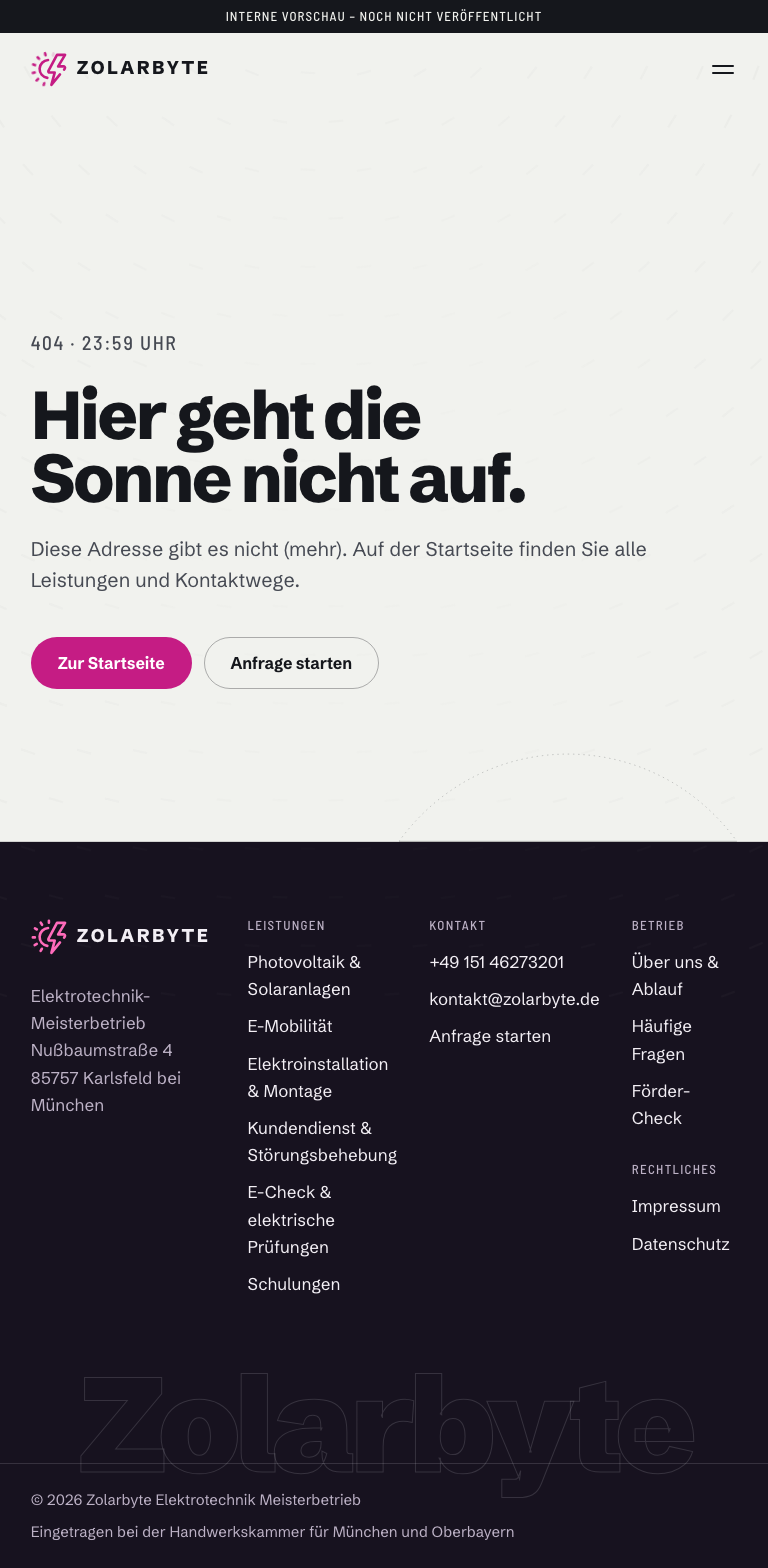 INTERNE VORSCHAU – NOCH NICHT VERÖFFENTLICHT
ZOLARBYTE
404 · 23:59 UHR
Hier geht die
Sonne nicht auf.
Diese Adresse gibt es nicht (mehr). Auf der Startseite finden Sie alle
Leistungen und Kontaktwege.
Zur Startseite
Anfrage starten
ZOLARBYTE
Elektrotechnik-
Meisterbetrieb
Nußbaumstraße 4
85757 Karlsfeld bei
München
LEISTUNGEN
Photovoltaik &
Solaranlagen
E-Mobilität
Elektroinstallation
& Montage
Kundendienst &
Störungsbehebung
E-Check &
elektrische
Prüfungen
Schulungen
KONTAKT
+49 151 46273201
kontakt@zolarbyte.de
Anfrage starten
BETRIEB
Über uns &
Ablauf
Häufige
Fragen
Förder-
Check
RECHTLICHES
Impressum
Datenschutz
Zolarbyte
© 2026 Zolarbyte Elektrotechnik Meisterbetrieb
Eingetragen bei der Handwerkskammer für München und Oberbayern